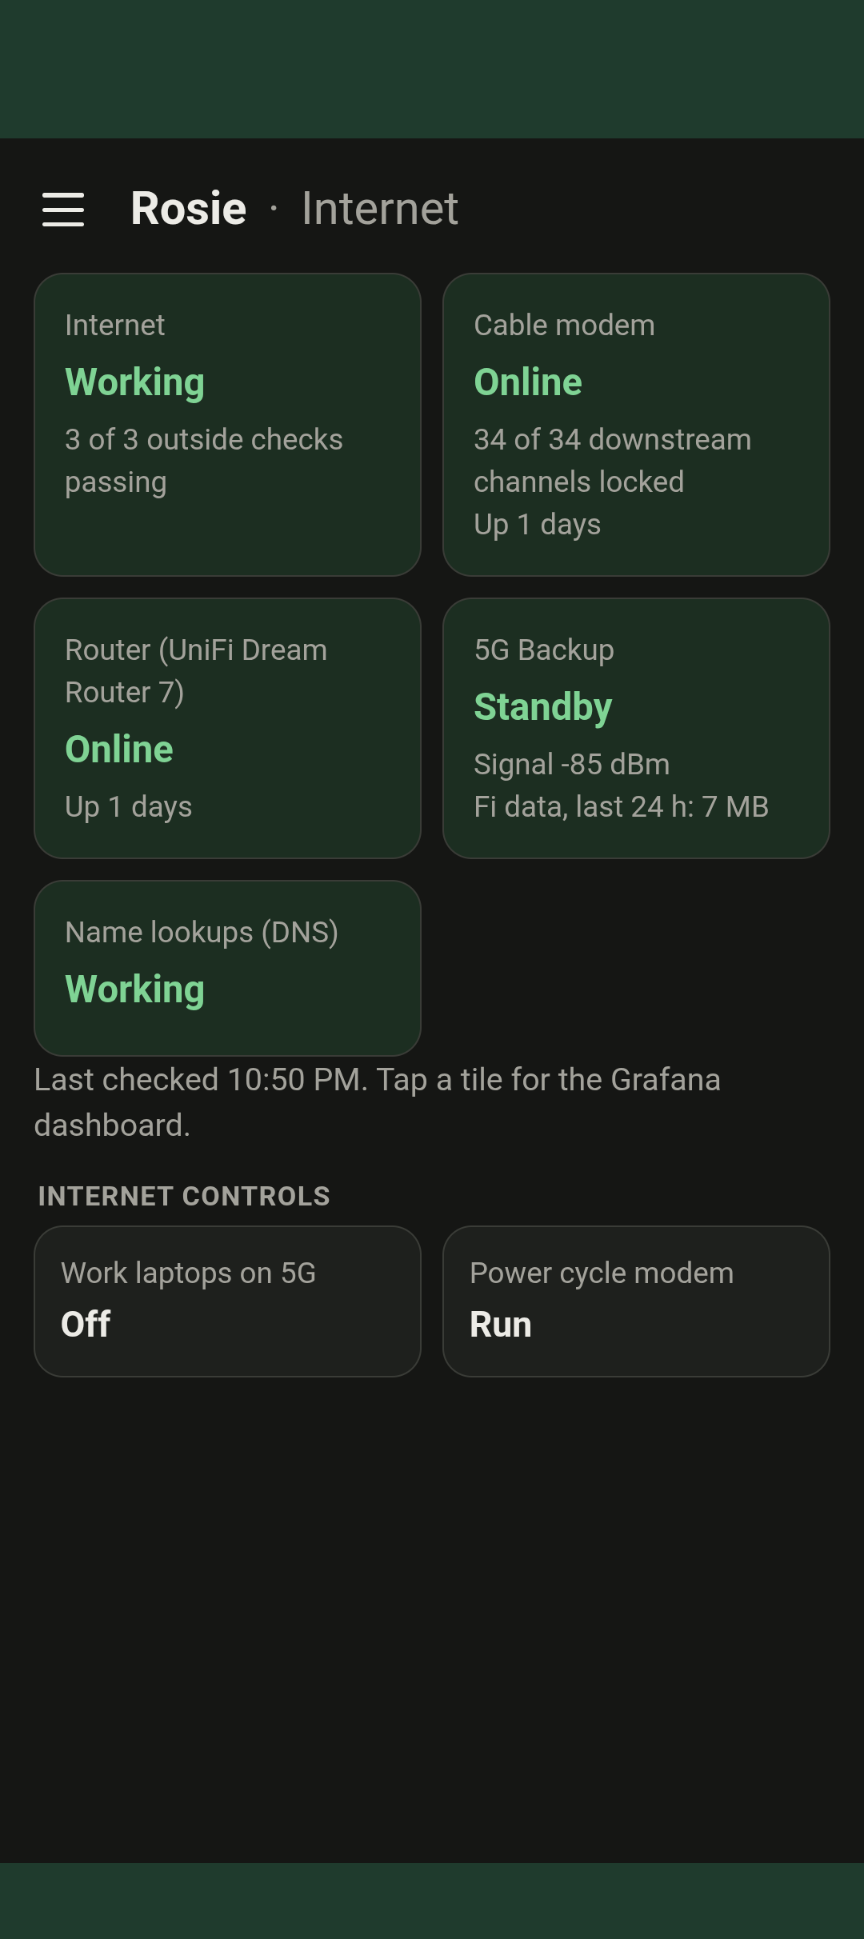 Rosie · Internet
Internet
Working
3 of 3 outside checks
passing
Cable modem
Online
34 of 34 downstream
channels locked
Up 1 days
Router (UniFi Dream
Router 7)
Online
Up 1 days
5G Backup
Standby
Signal -85 dBm
Fi data, last 24 h: 7 MB
Name lookups (DNS)
Working
Last checked 10:50 PM. Tap a tile for the Grafana
dashboard.
INTERNET CONTROLS
Work laptops on 5G
Off
Power cycle modem
Run